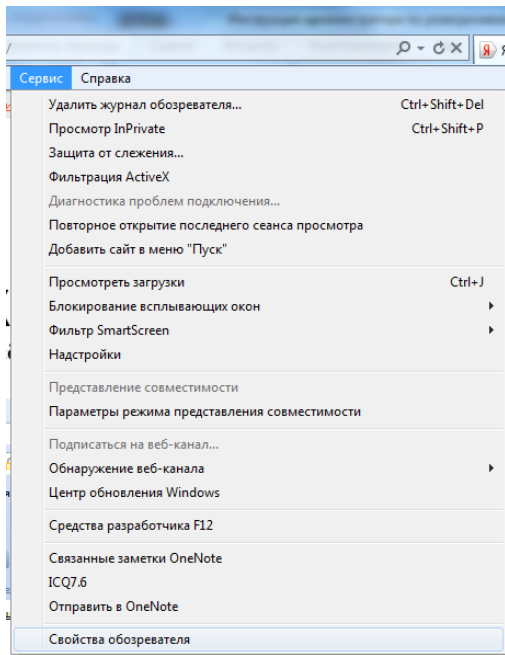 /
Сервис Справка
Удалить журнал обозревателя... Ctrl+Shift+Del
Просмотр InPrivate Ctrl+Shift+P
Защита от слежения...
Фильтрация ActiveX
Диагностика проблем подключения...
Повторное открытие последнего сеанса просмотра
Добавить сайт в меню "Пуск"
Просмотреть загрузки Ctrl+J
Блокирование всплывающих окон
Фильтр SmartScreen
Надстройки
Представление совместимости
Параметры режима представления совместимости
Подписаться на веб-канал...
Обнаружение веб-канала
Центр обновления Windows
Средства разработчика F12
Связанные заметки OneNote
ICQ7.6
Отправить в OneNote
Свойства обозревателя